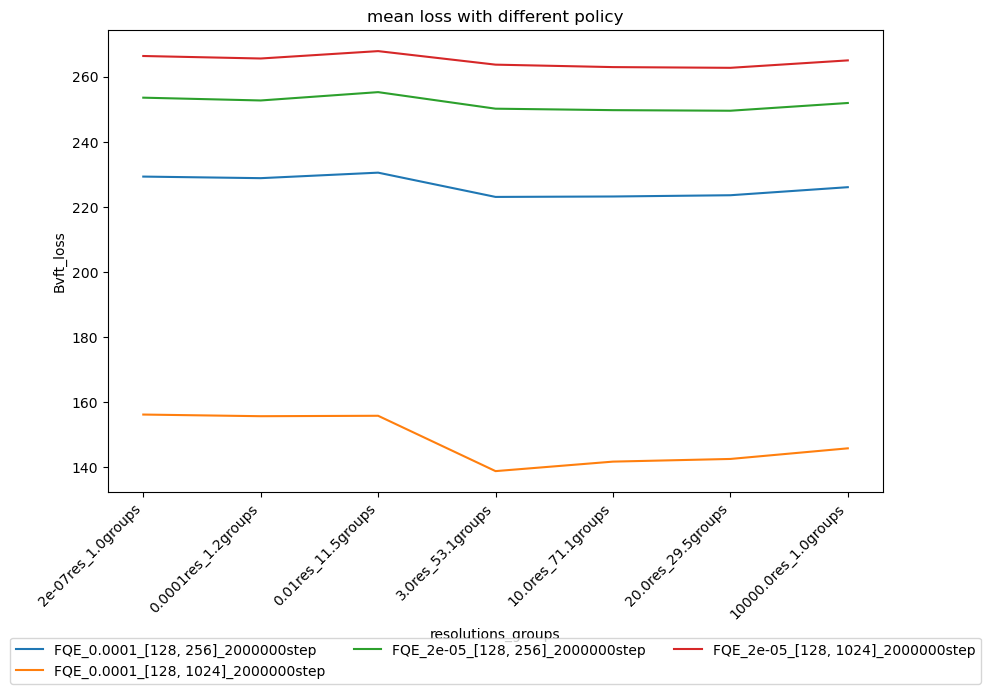 mean loss with different policy
Bvft_loss
260
240
220
200
180
160
140
2e-07res_1.0groups
0.0001res_1.2groups
0.01res_11.5groups
3.0res_53.1groups
10.0res_71.1groups
20.0res_29.5groups
10000.0res_1.0groups
resolutions_groups
FQE_0.0001_[128, 256]_2000000step
FQE_0.0001_[128, 1024]_2000000step
FQE_2e-05_[128, 256]_2000000step
FQE_2e-05_[128, 1024]_2000000step